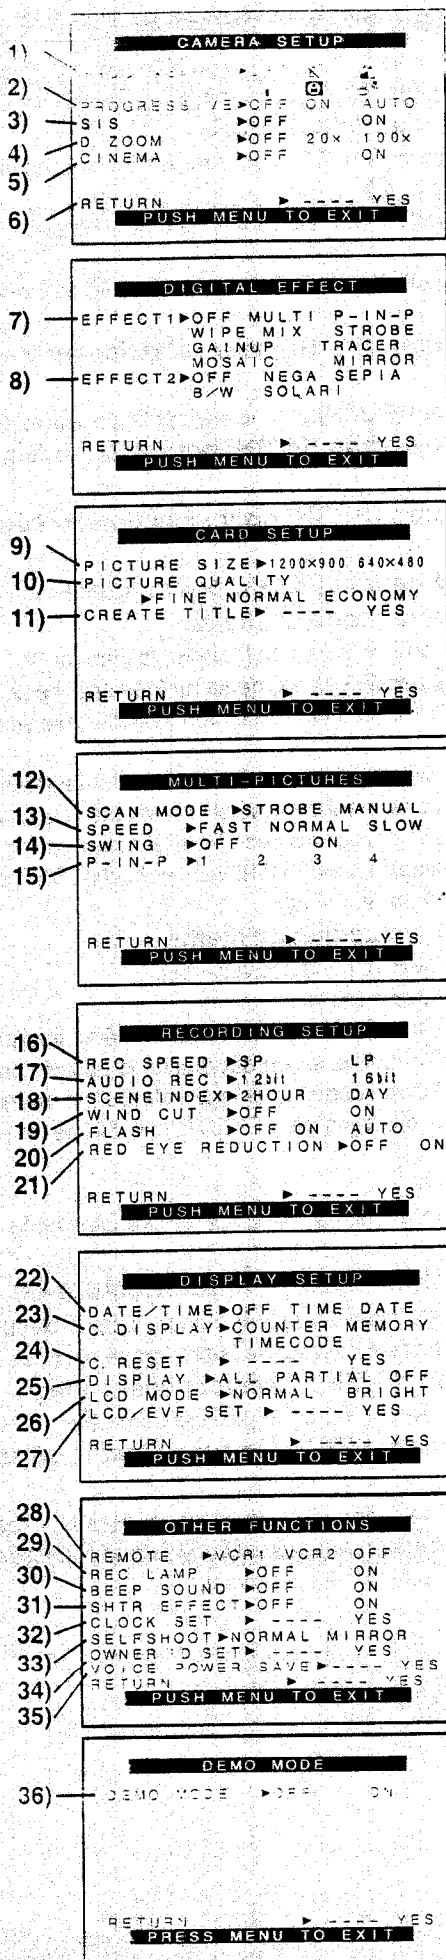 CAMERA SETUP
1)
2) PROGRESSIVE ▶OFF ON AUTO
3) SIS ▶OFF ON
4) D. ZOOM ▶OFF 20× 100×
5) CINEMA ▶OFF ON
6) RETURN ▶ ---- YES
PUSH MENU TO EXIT
DIGITAL EFFECT
7) EFFECT1▶OFF MULTI P-IN-P
WIPE MIX STROBE
GAINUP TRACER
MOSAIC MIRROR
8) EFFECT2▶OFF NEGA SEPIA
B/W SOLARI
RETURN ▶ ---- YES
PUSH MENU TO EXIT
CARD SETUP
9) PICTURE SIZE▶1200×900 640×480
10) PICTURE QUALITY
▶FINE NORMAL ECONOMY
11) CREATE TITLE▶ ---- YES
RETURN ▶ ---- YES
PUSH MENU TO EXIT
MULTI-PICTURES
12) SCAN MODE ▶STROBE MANUAL
13) SPEED ▶FAST NORMAL SLOW
14) SWING ▶OFF ON
15) P-IN-P ▶1 2 3 4
RETURN ▶ ---- YES
PUSH MENU TO EXIT
RECORDING SETUP
16) REC SPEED ▶SP LP
17) AUDIO REC ▶12bit 16bit
18) SCENEINDEX▶2HOUR DAY
19) WIND CUT ▶OFF ON
20) FLASH ▶OFF ON AUTO
21) RED EYE REDUCTION ▶OFF ON
RETURN ▶ ---- YES
PUSH MENU TO EXIT
DISPLAY SETUP
22) DATE/TIME▶OFF TIME DATE
23) C. DISPLAY▶COUNTER MEMORY
TIMECODE
24) C. RESET ▶ ---- YES
25) DISPLAY ▶ALL PARTIAL OFF
26) LCD MODE ▶NORMAL BRIGHT
27) LCD/EVF SET ▶ ---- YES
RETURN ▶ ---- YES
PUSH MENU TO EXIT
OTHER FUNCTIONS
28) REMOTE ▶VCR1 VCR2 OFF
29) REC LAMP ▶OFF ON
30) BEEP SOUND ▶OFF ON
31) SHTR EFFECT▶OFF ON
32) CLOCK SET ▶ ---- YES
33) SELFSHOOT▶NORMAL MIRROR
34) OWNER ID SET▶ ---- YES
35) VOICE POWER SAVE▶---- YES
RETURN ▶ ---- YES
PUSH MENU TO EXIT
DEMO MODE
36) DEMO MODE ▶OFF ON
RETURN ▶ ---- YES
PRESS MENU TO EXIT